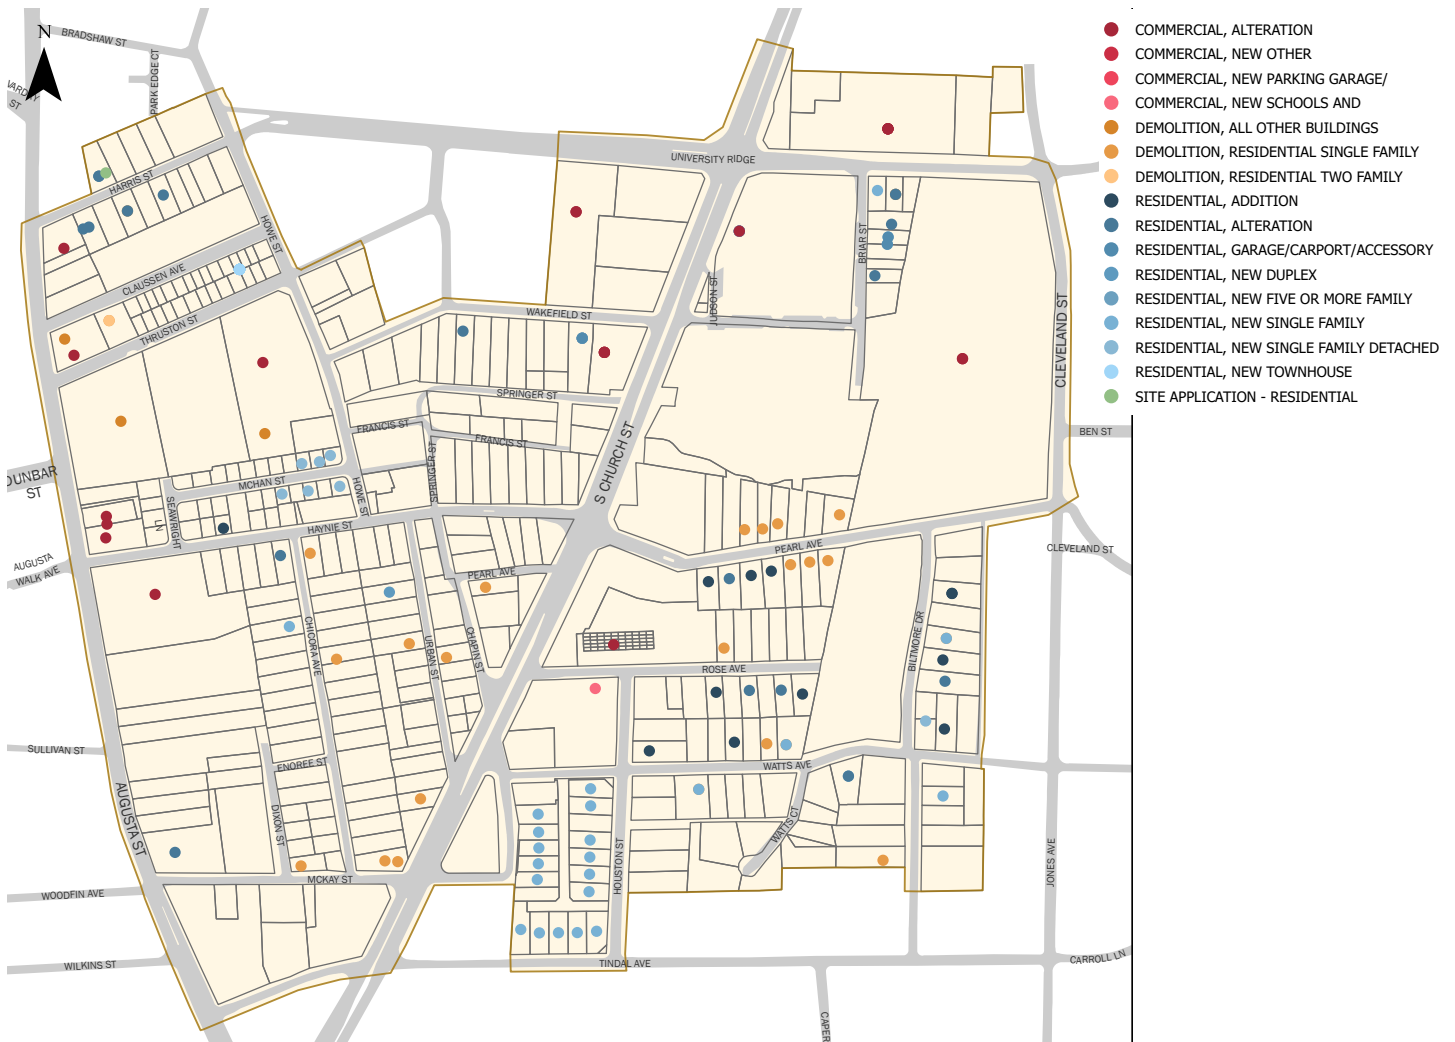 N
BRADSHAW ST
PARK EDGE CT
VARDRY
ST
HARRIS ST
HOWE ST
CLAUSSEN AVE
THRUSTON ST
UNIVERSITY RIDGE
BRIAR ST
JUDSON ST
CLEVELAND ST
WAKEFIELD ST
SPRINGER ST
FRANCIS ST
FRANCIS ST
SPRINGER ST
S CHURCH ST
BEN ST
DUNBAR
ST
MCHAN ST
HOWE ST
SEAWRIGHT
LN
HAYNIE ST
AUGUSTA
WALK AVE
PEARL AVE
PEARL AVE
CLEVELAND ST
CHICORA AVE
URBAN ST
CHAPIN ST
BILTMORE DR
ROSE AVE
SULLIVAN ST
ENOREE ST
WATTS AVE
AUGUSTA ST
DIXON ST
WATTS CT
HOUSTON ST
JONES AVE
MCKAY ST
WOODFIN AVE
WILKINS ST
TINDAL AVE
CARROLL LN
CAPER
COMMERCIAL, ALTERATION
COMMERCIAL, NEW OTHER
COMMERCIAL, NEW PARKING GARAGE/
COMMERCIAL, NEW SCHOOLS AND
DEMOLITION, ALL OTHER BUILDINGS
DEMOLITION, RESIDENTIAL SINGLE FAMILY
DEMOLITION, RESIDENTIAL TWO FAMILY
RESIDENTIAL, ADDITION
RESIDENTIAL, ALTERATION
RESIDENTIAL, GARAGE/CARPORT/ACCESSORY
RESIDENTIAL, NEW DUPLEX
RESIDENTIAL, NEW FIVE OR MORE FAMILY
RESIDENTIAL, NEW SINGLE FAMILY
RESIDENTIAL, NEW SINGLE FAMILY DETACHED
RESIDENTIAL, NEW TOWNHOUSE
SITE APPLICATION - RESIDENTIAL